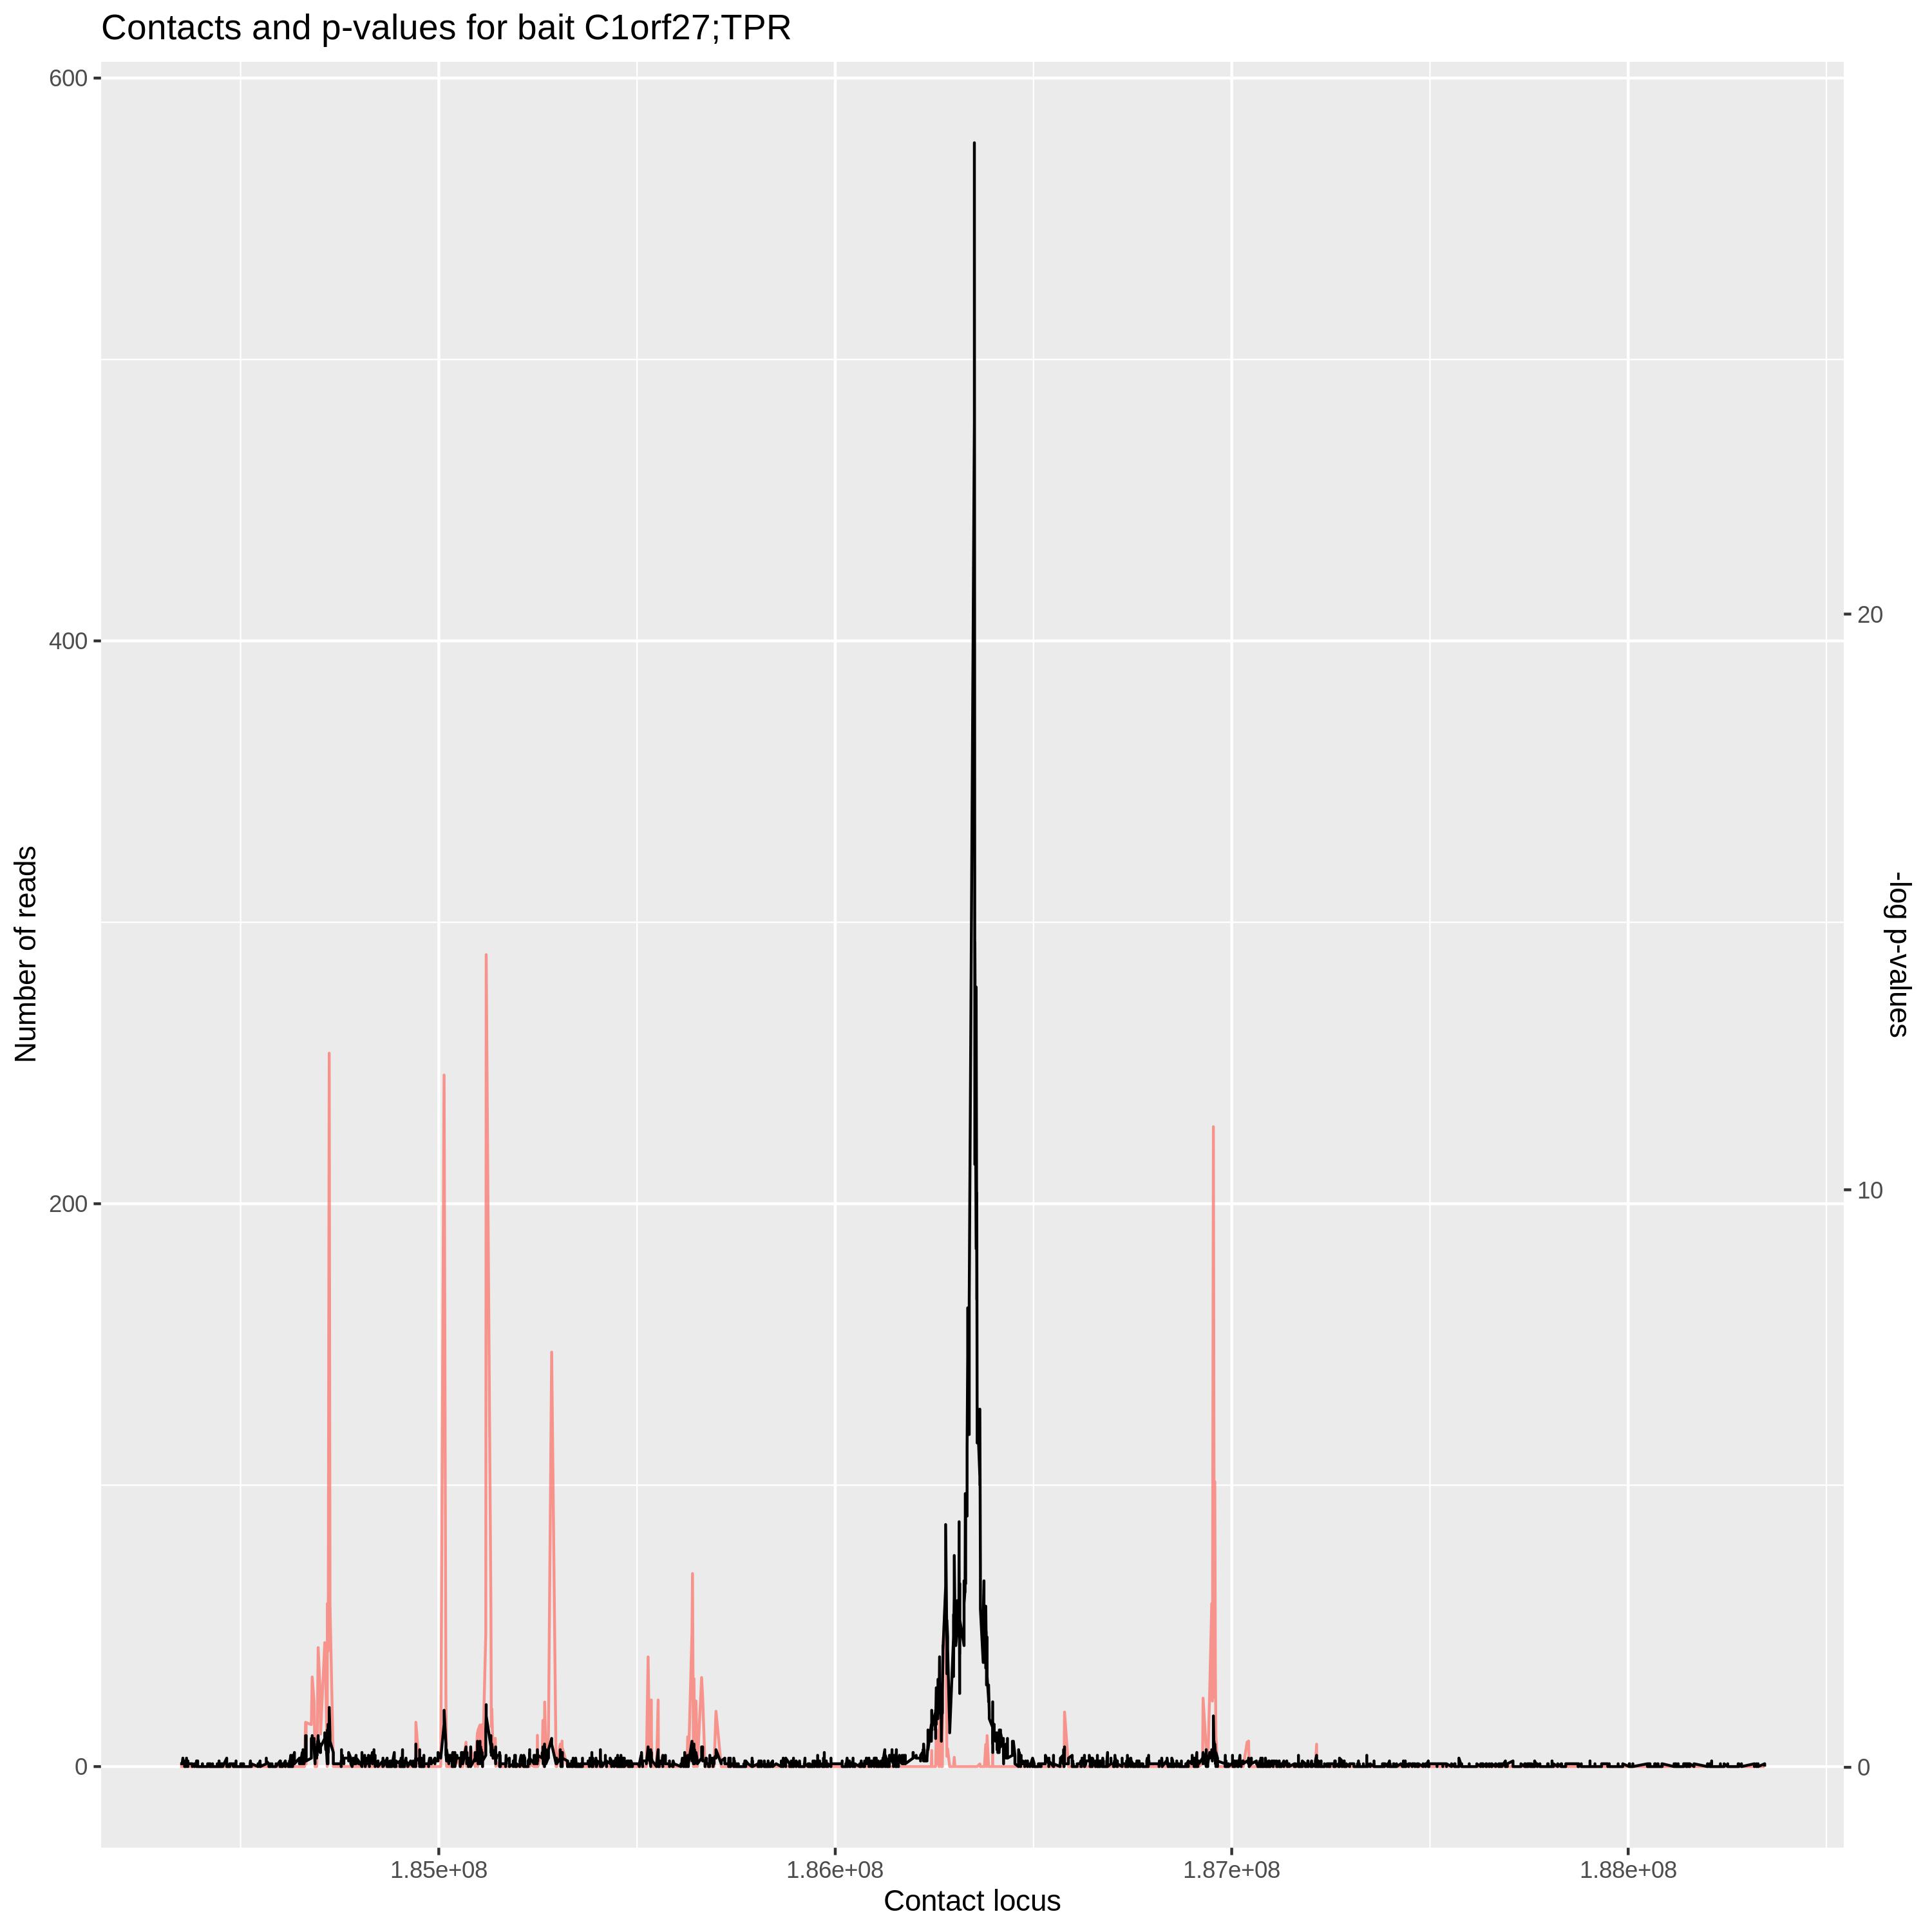 Contacts and p-values for bait C1orf27;TPR
600
400
200
0
Number of reads
20
10
0
-log p-values
1.85e+08
1.86e+08
1.87e+08
1.88e+08
Contact locus